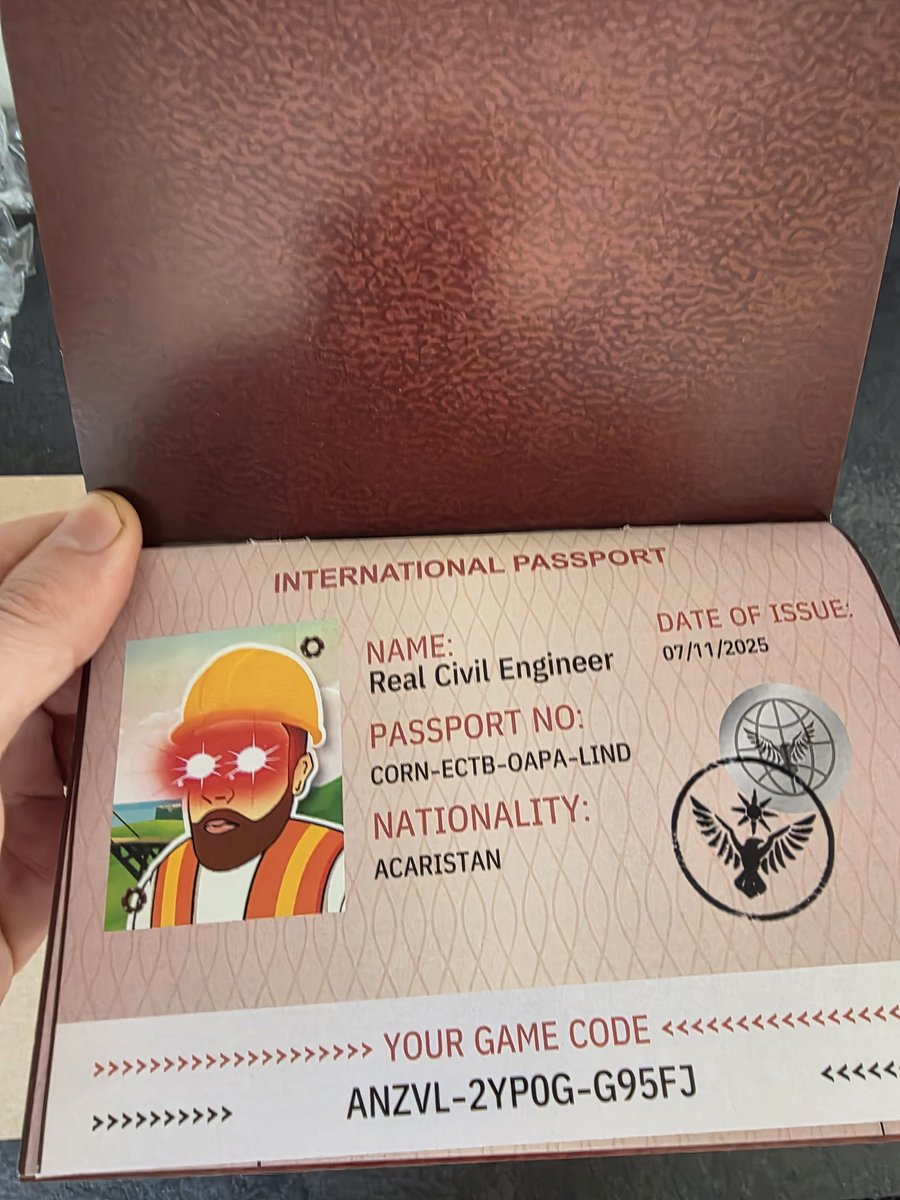 INTERNATIONAL PASSPORT
NAME:
Real Civil Engineer
DATE OF ISSUE:
07/11/2025
PASSPORT NO:
CORN-ECTB-OAPA-LIND
NATIONALITY:
ACARISTAN
>>>>>>>>>>>>>>>>>>>> YOUR GAME CODE <<<<<<<<<<<<<<<<<
>>>>>>>>>> ANZVL-2YP0G-G95FJ <<<<<